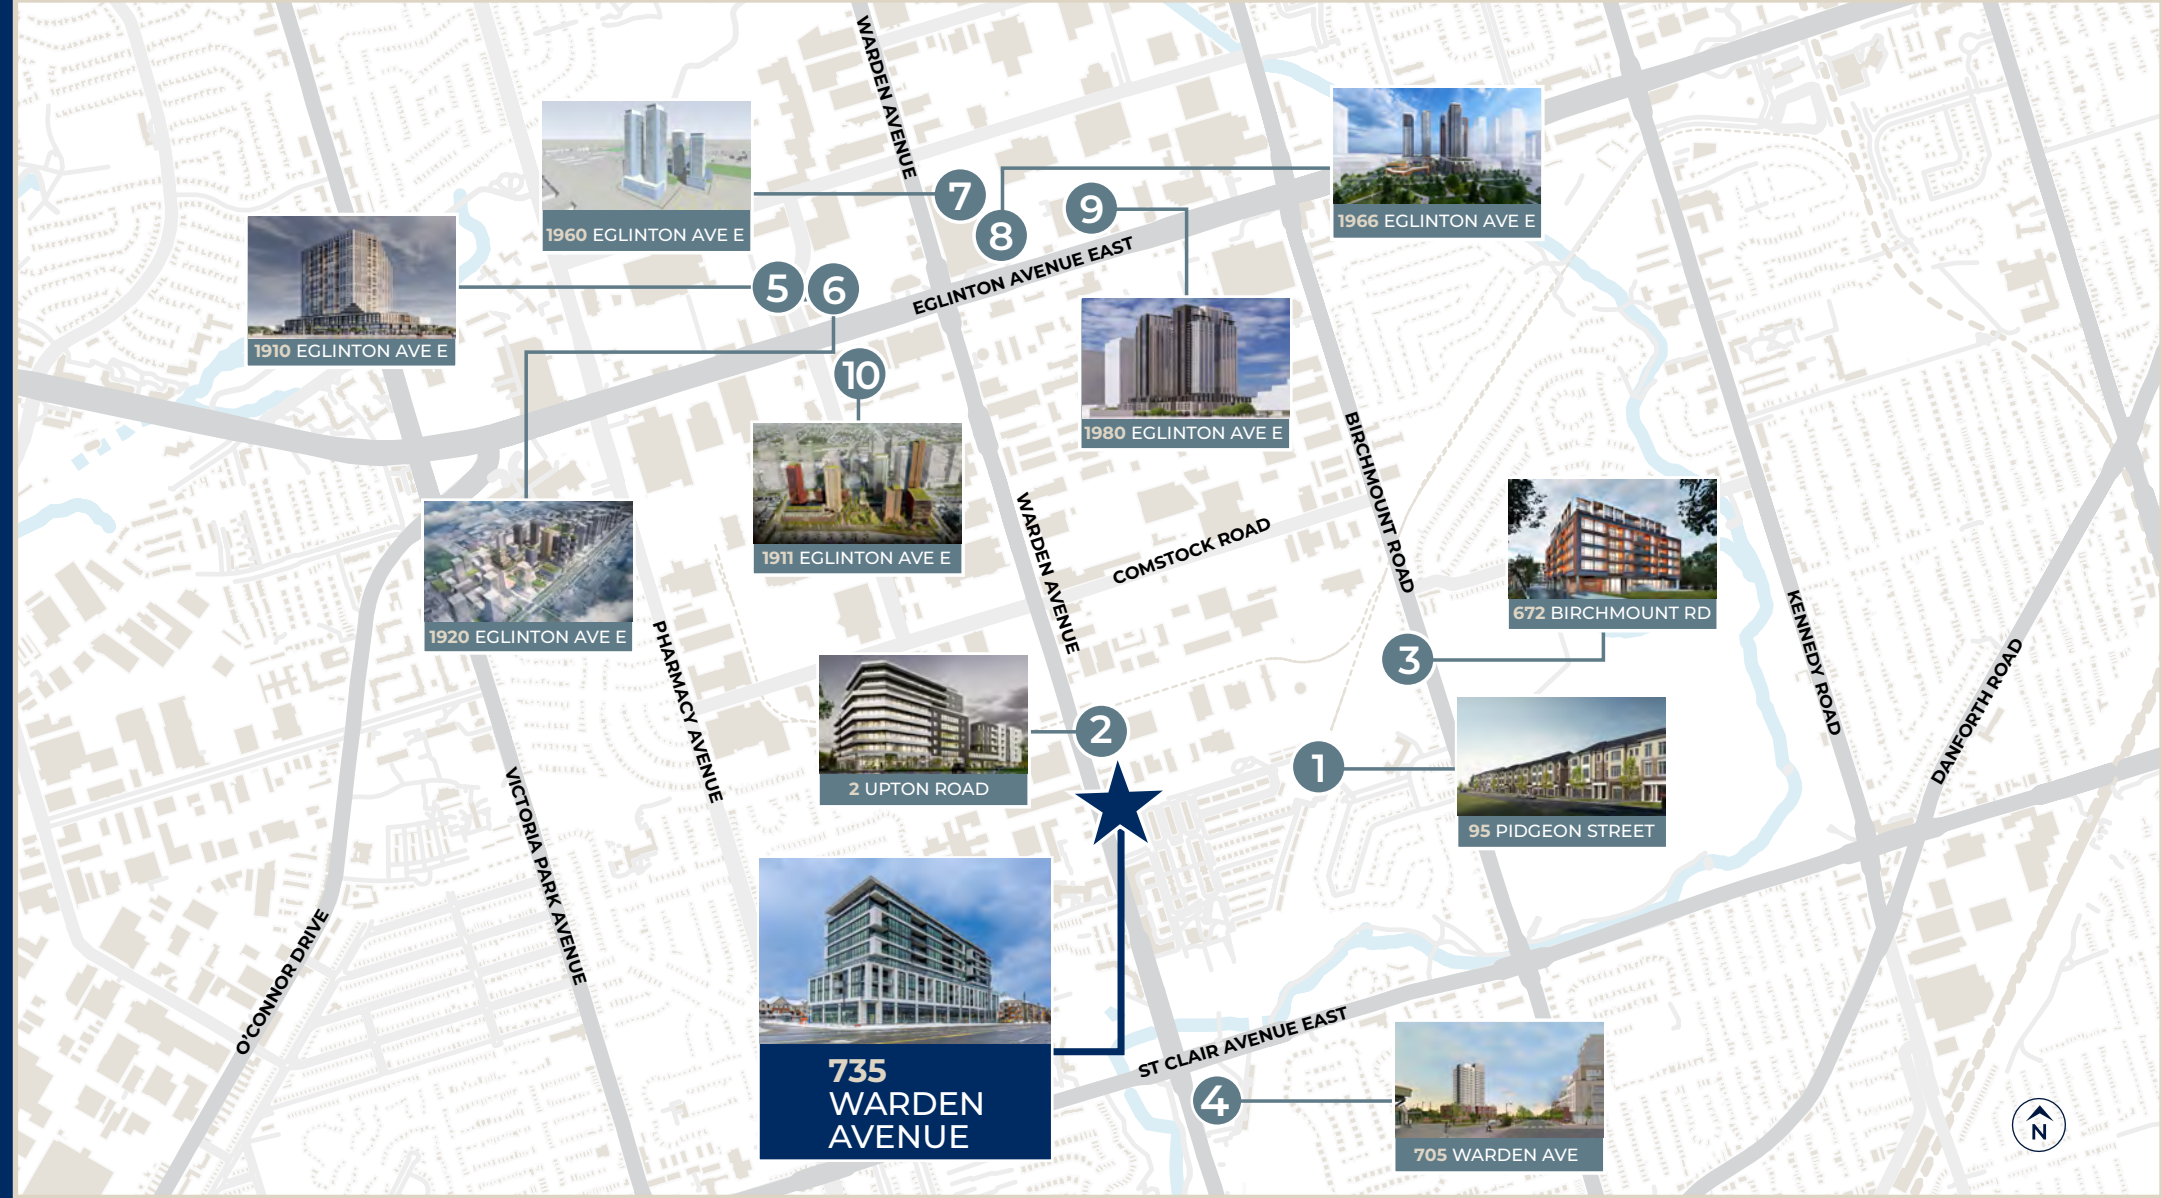 WARDEN AVENUE
1960 EGLINTON AVE E
7
8
9
1966 EGLINTON AVE E
1910 EGLINTON AVE E
5
6
EGLINTON AVENUE EAST
10
1980 EGLINTON AVE E
1911 EGLINTON AVE E
BIRCHMOUNT ROAD
WARDEN AVENUE
COMSTOCK ROAD
1920 EGLINTON AVE E
672 BIRCHMOUNT RD
3
KENNEDY ROAD
DANFORTH ROAD
PHARMACY AVENUE
2
2 UPTON ROAD
1
95 PIDGEON STREET
VICTORIA PARK AVENUE
O'CONNOR DRIVE
735
WARDEN
AVENUE
ST CLAIR AVENUE EAST
4
705 WARDEN AVE
N